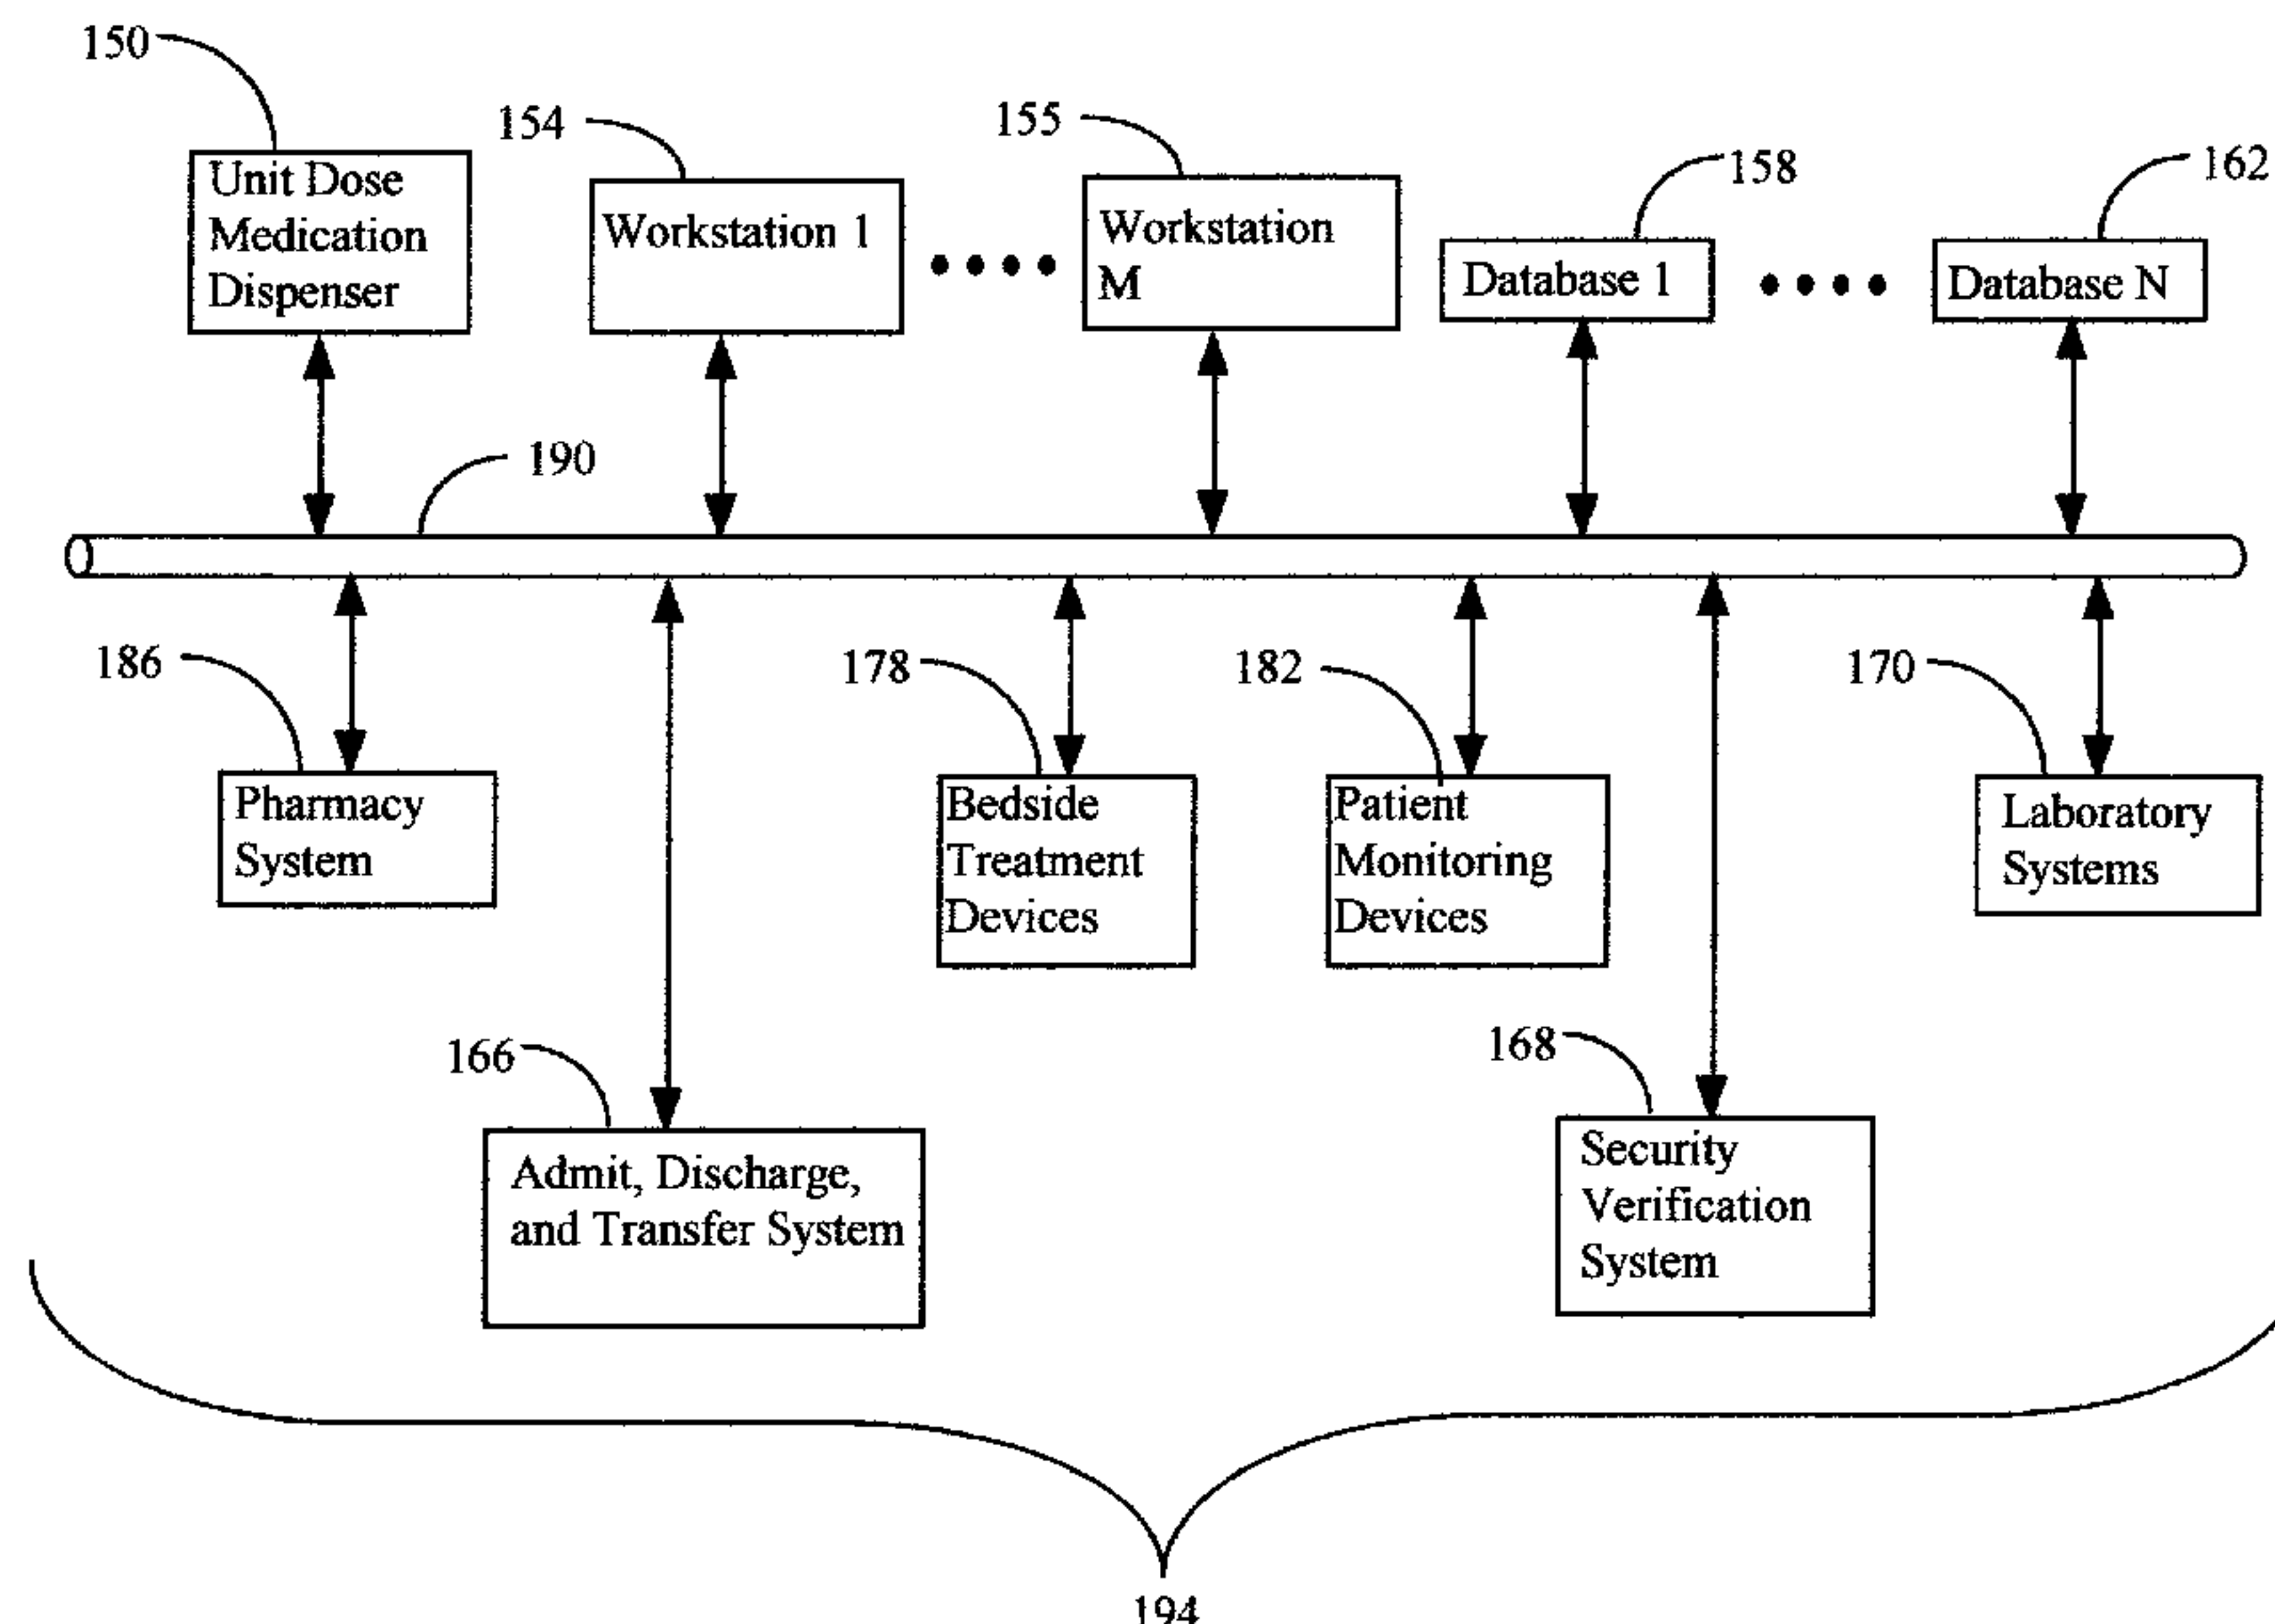 150
154
155
158
162
Unit Dose
Medication
Dispenser
Workstation 1
Workstation
M
Database 1
Database N
190
186
178
182
170
Pharmacy
System
Bedside
Treatment
Devices
Patient
Monitoring
Devices
Laboratory
Systems
166
168
Admit, Discharge,
and Transfer System
Security
Verification
System
194